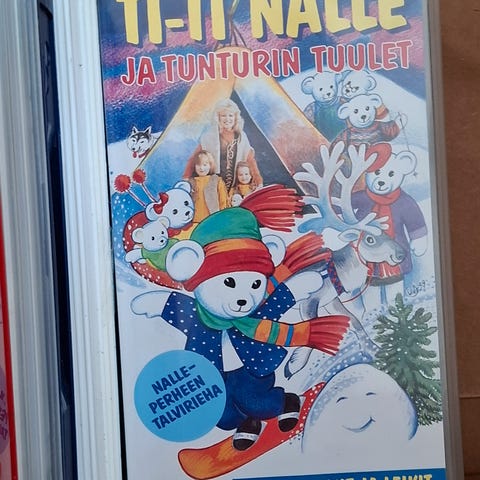 TI-TI NALLE
JA TUNTURIN TUULET
NALLE-
PERHEEN
TALVIRIEHA